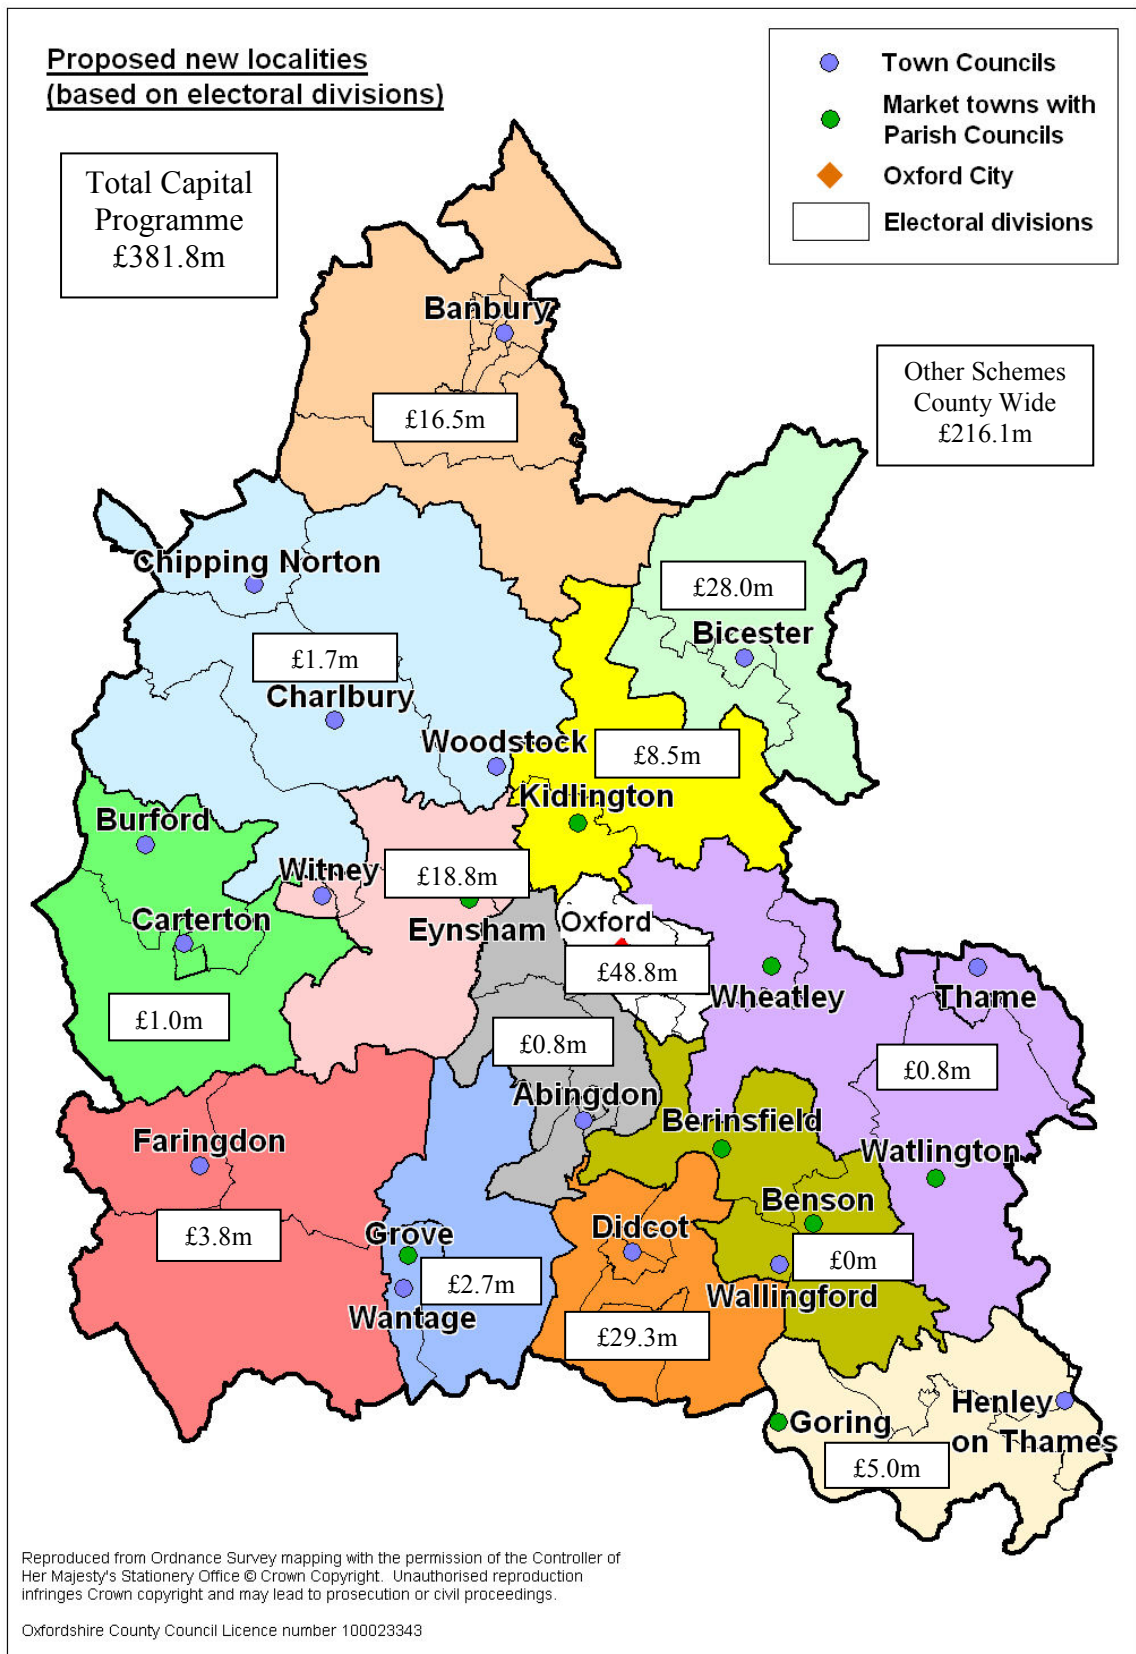 Proposed new localities
(based on electoral divisions)
Town Councils
Market towns with
Parish Councils
Oxford City
Electoral divisions
Total Capital
Programme
£381.8m
Other Schemes
County Wide
£216.1m
Banbury
£16.5m
Chipping Norton
£28.0m
Bicester
£1.7m
Charlbury
Woodstock
£8.5m
Kidlington
Burford
Witney
£18.8m
Carterton
Eynsham
Oxford
£48.8m
Wheatley
Thame
£1.0m
£0.8m
£0.8m
Abingdon
Berinsfield
Faringdon
Watlington
Benson
£3.8m
Grove
Didcot
£0m
£2.7m
Wallingford
Wantage
£29.3m
Henley
on Thames
Goring
£5.0m
Reproduced from Ordnance Survey mapping with the permission of the Controller of
Her Majesty's Stationery Office © Crown Copyright. Unauthorised reproduction
infringes Crown copyright and may lead to prosecution or civil proceedings.
Oxfordshire County Council Licence number 100023343